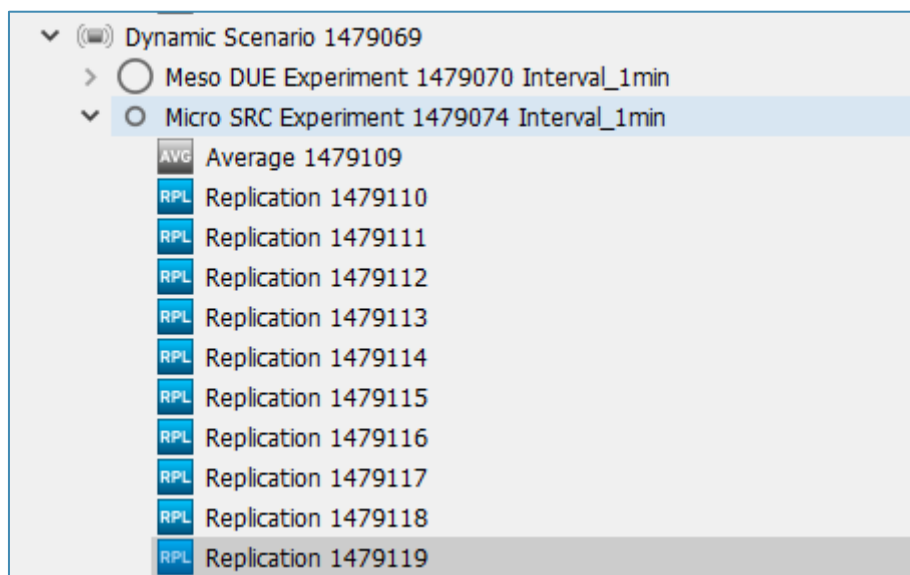 Dynamic Scenario 1479069
Meso DUE Experiment 1479070 Interval_1min
Micro SRC Experiment 1479074 Interval_1min
AVG Average 1479109
RPL Replication 1479110
RPL Replication 1479111
RPL Replication 1479112
RPL Replication 1479113
RPL Replication 1479114
RPL Replication 1479115
RPL Replication 1479116
RPL Replication 1479117
RPL Replication 1479118
RPL Replication 1479119